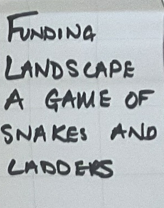 FUNDING
LANDSCAPE
A GAME OF
SNAKES AND
LADDERS